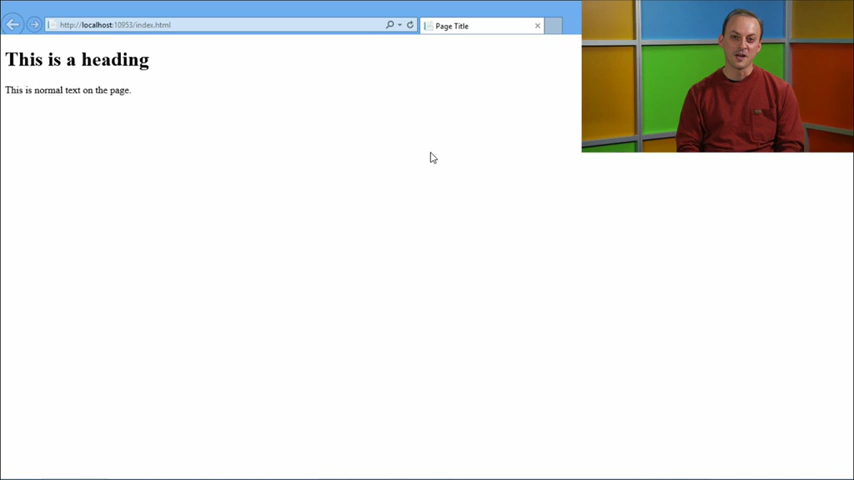 http://localhost:10953/index.html
Page Title
This is a heading
This is normal text on the page.